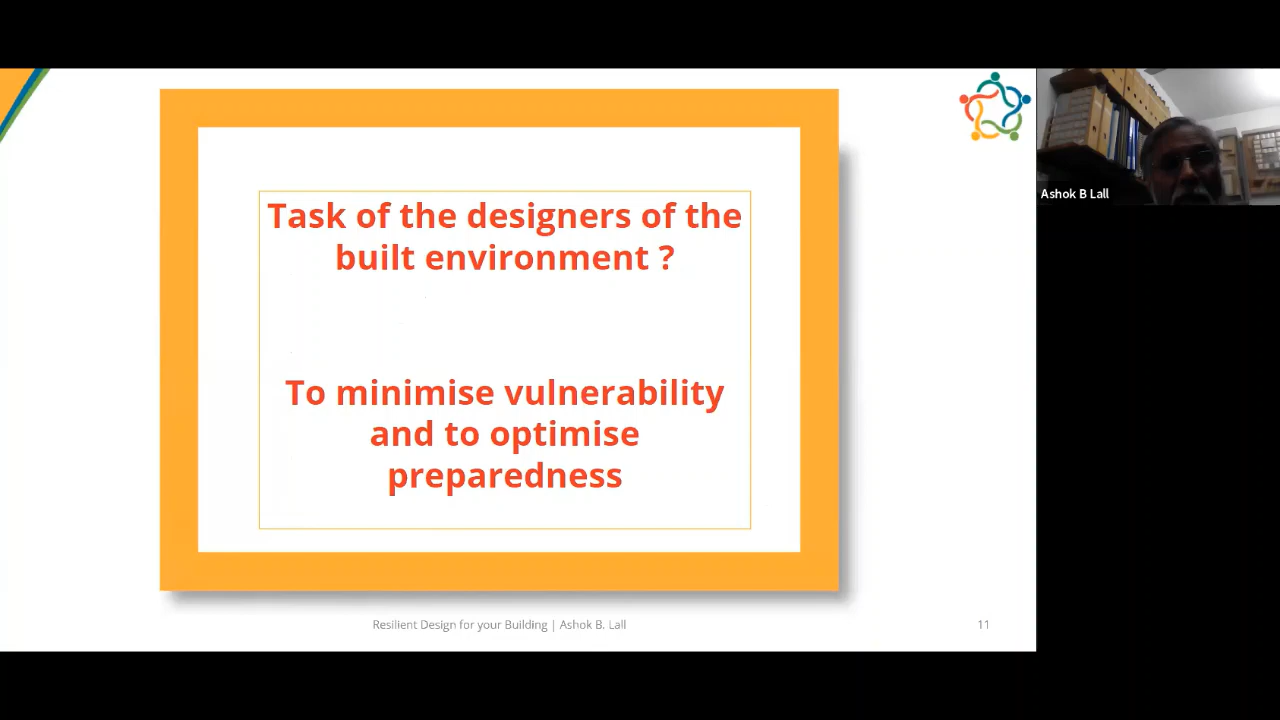 Task of the designers of the
built environment ?
To minimise vulnerability
and to optimise
preparedness
Resilient Design for your Building | Ashok B. Lall
11
Ashok B Lall